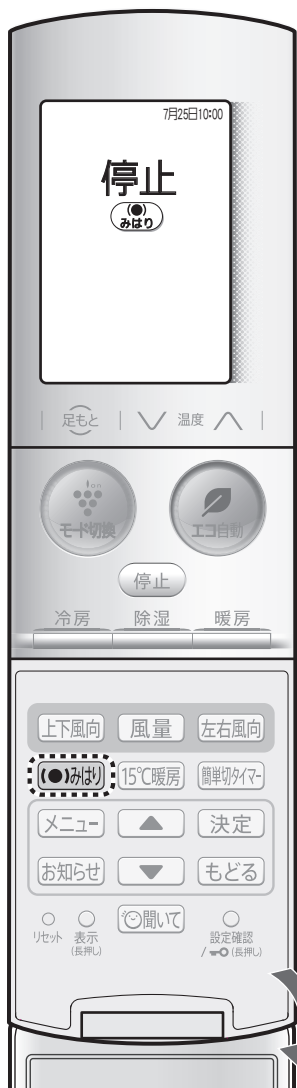 7月25日10:00
停止
みはり
足もと 温度
ion
モード切換 エコ自動
停止
冷房 除湿 暖房
上下風向 風量 左右風向
みはり 15℃暖房 簡単切タイマー
メニュー ▲ 決定
お知らせ ▼ もどる
聞いて
リセット 表示 設定確認
(長押し) / (長押し)